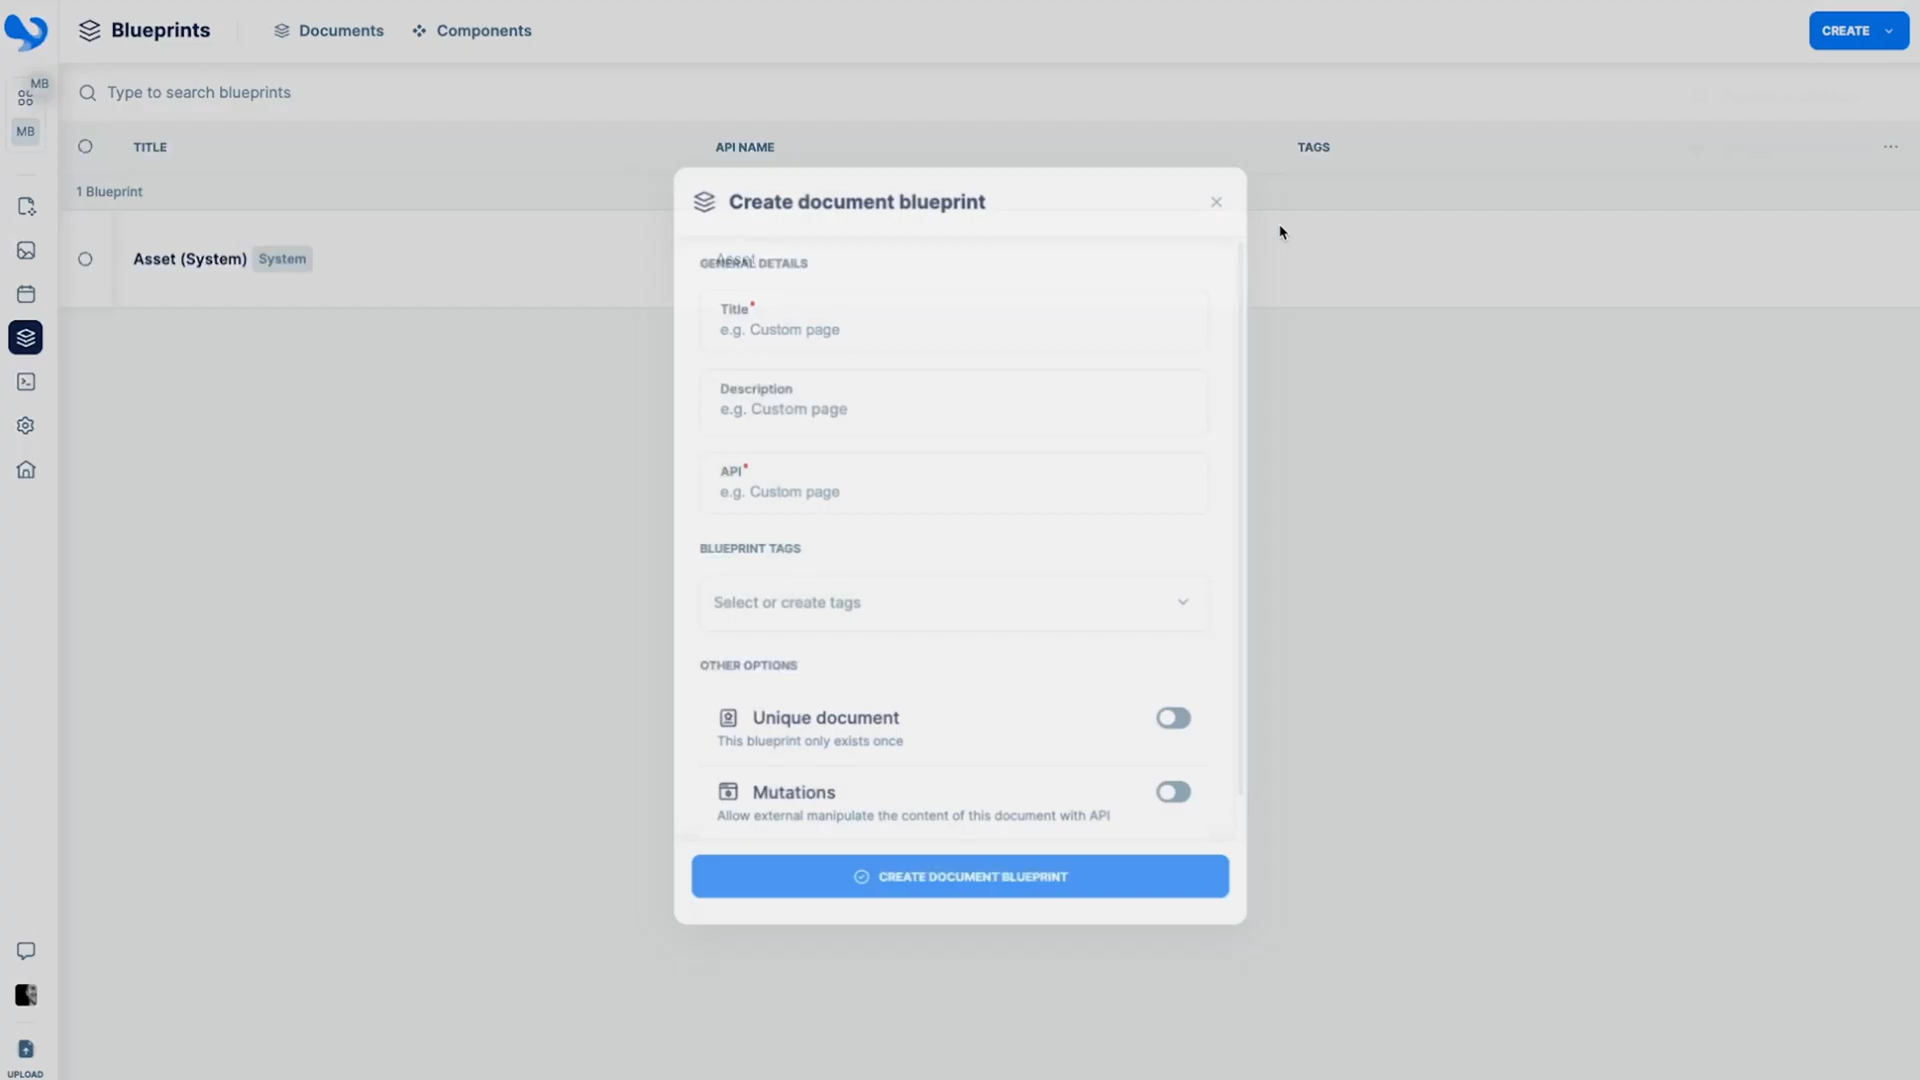 Blueprints
Documents
Components
CREATE
MB
MB
Type to search blueprints
TITLE
API NAME
TAGS
1 Blueprint
Asset (System)
System
Asset
Create document blueprint
GENERAL DETAILS
Title*
e.g. Custom page
Description
e.g. Custom page
API*
e.g. Custom page
BLUEPRINT TAGS
Select or create tags
OTHER OPTIONS
Unique document
This blueprint only exists once
Mutations
Allow external manipulate the content of this document with API
CREATE DOCUMENT BLUEPRINT
UPLOAD